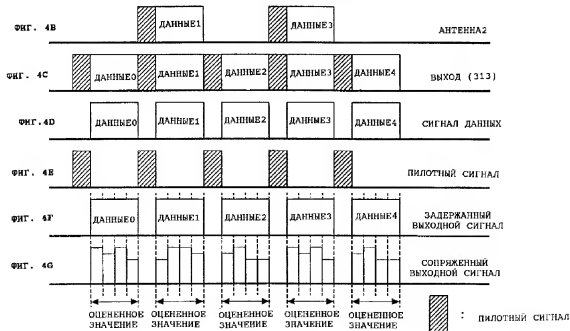 ФИГ. 4B ДАННЫЕ1 ДАННЫЕ3 АНТЕННА2
ФИГ. 4C ДАННЫЕ0 ДАННЫЕ1 ДАННЫЕ2 ДАННЫЕ3 ДАННЫЕ4 ВЫХОД (313)
ФИГ.4D ДАННЫЕ0 ДАННЫЕ1 ДАННЫЕ2 ДАННЫЕ3 ДАННЫЕ4 СИГНАЛ ДАННЫХ
ФИГ. 4E ПИЛОТНЫЙ СИГНАЛ
ФИГ. 4F ДАННЫЕ0 ДАННЫЕ1 ДАННЫЕ2 ДАННЫЕ3 ДАННЫЕ4 ЗАДЕРЖАННЫЙ
ВЫХОДНОЙ СИГНАЛ
ФИГ. 4G СОПРЯЖЕННЫЙ
ВЫХОДНОЙ СИГНАЛ
ОЦЕНЕННОЕ ОЦЕНЕННОЕ ОЦЕНЕННОЕ ОЦЕНЕННОЕ ОЦЕНЕННОЕ
ЗНАЧЕНИЕ ЗНАЧЕНИЕ ЗНАЧЕНИЕ ЗНАЧЕНИЕ ЗНАЧЕНИЕ
: ПИЛОТНЫЙ СИГНАЛ